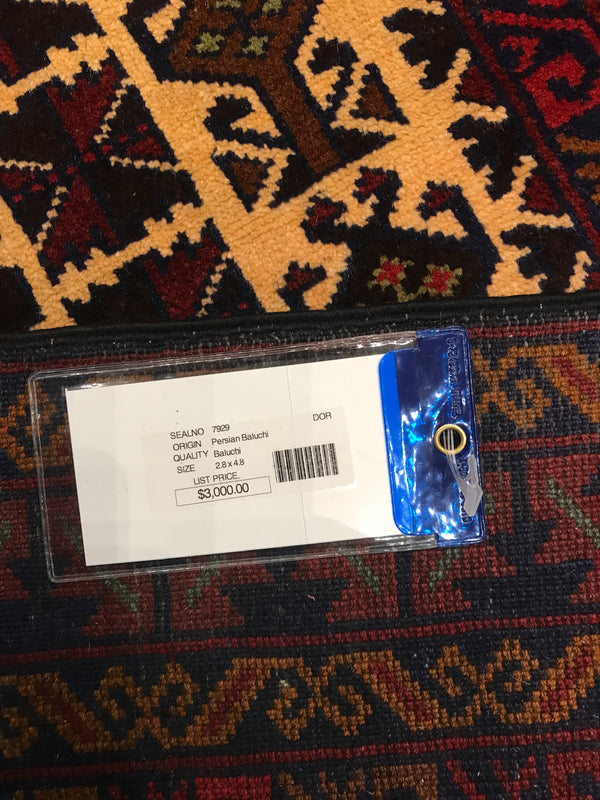 DOR
SEALNO 7929
ORIGIN Persian Baluchi
QUALITY Baluchi
SIZE 2.8 x 4.8
LIST PRICE.
$3,000.00